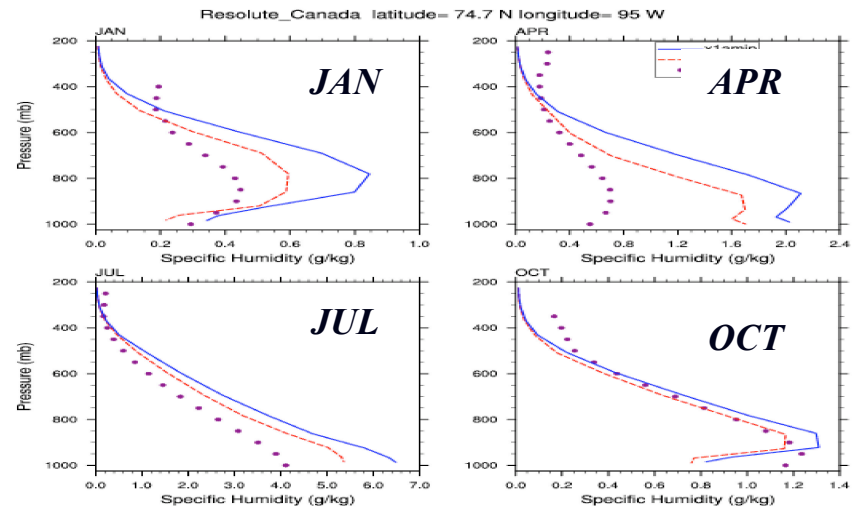 Resolute_Canada latitude= 74.7 N longitude= 95 W
JAN
APR
200
400
600
800
1000
Pressure (mb)
JAN
APR
0.0 0.2 0.4 0.6 0.8 1.0
Specific Humidity (g/kg)
200
400
600
800
1000
0.0 0.4 0.8 1.2 1.6 2.0 2.4
Specific Humidity (g/kg)
JUL
OCT
200
400
600
800
1000
Pressure (mb)
JUL
OCT
0.0 1.0 2.0 3.0 4.0 5.0 6.0 7.0
Specific Humidity (g/kg)
200
400
600
800
1000
0.0 0.2 0.4 0.6 0.8 1.0 1.2 1.4
Specific Humidity (g/kg)